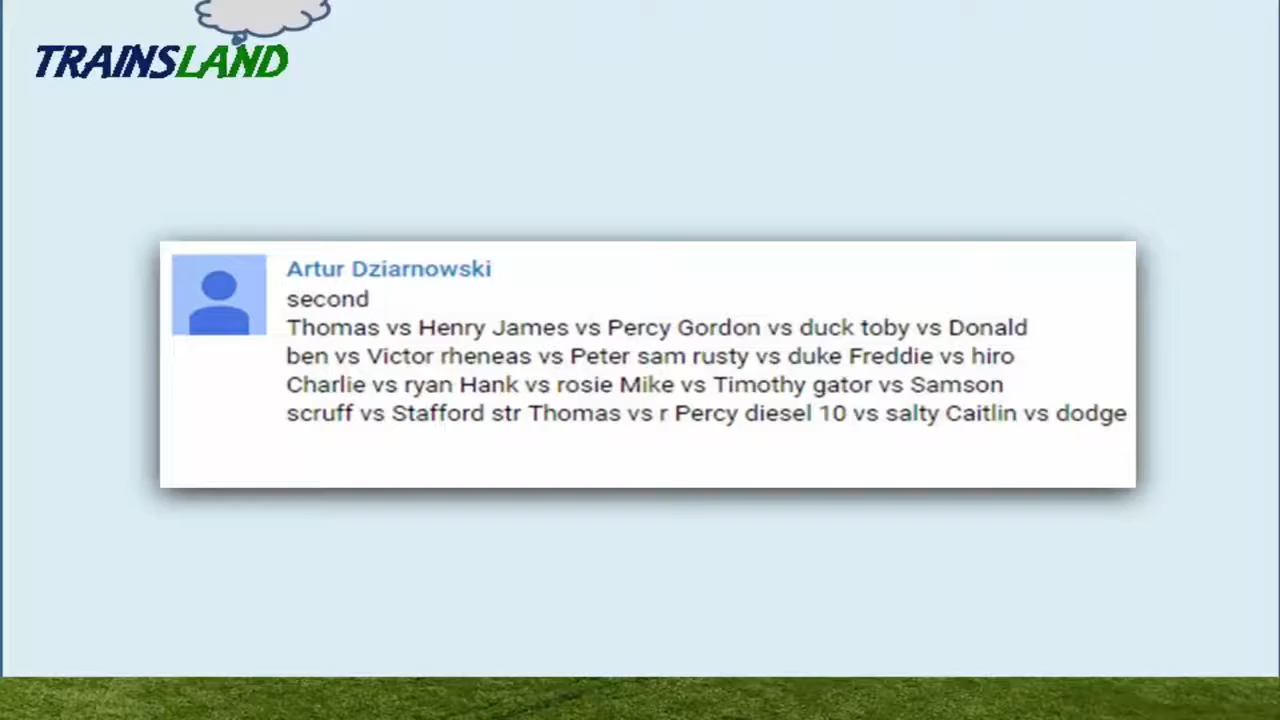 TRAINSLAND
Artur Dziarnowski
second
Thomas vs Henry James vs Percy Gordon vs duck toby vs Donald
ben vs Victor rheneas vs Peter sam rusty vs duke Freddie vs hiro
Charlie vs ryan Hank vs rosie Mike vs Timothy gator vs Samson
scruff vs Stafford str Thomas vs r Percy diesel 10 vs salty Caitlin vs dodge